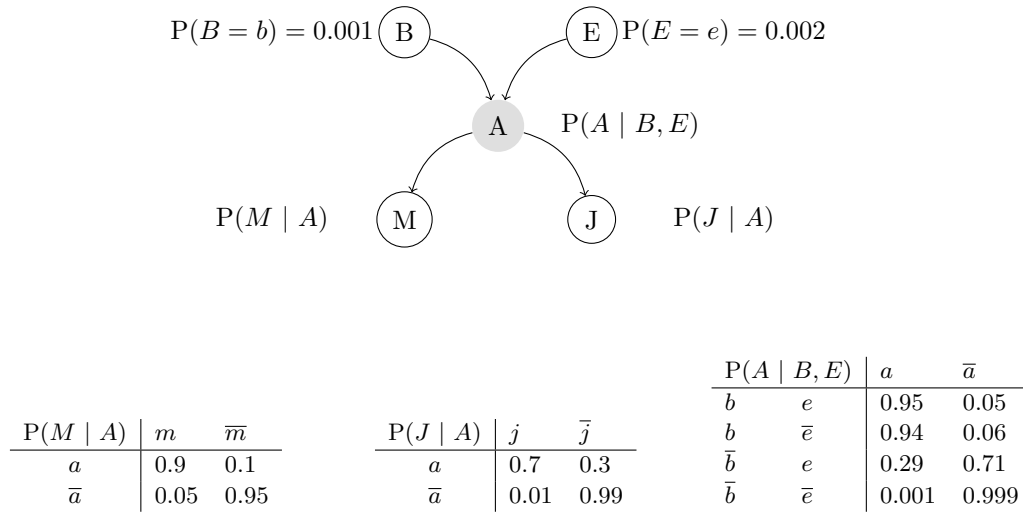 P(B = b) = 0.001 B E P(E = e) = 0.002
A P(A | B, E)
P(M | A) M J P(J | A)
P(M | A) m m̅
a 0.9 0.1
a̅ 0.05 0.95
P(J | A) j j̅
a 0.7 0.3
a̅ 0.01 0.99
P(A | B, E) a a̅
b e 0.95 0.05
b e̅ 0.94 0.06
b̅ e 0.29 0.71
b̅ e̅ 0.001 0.999